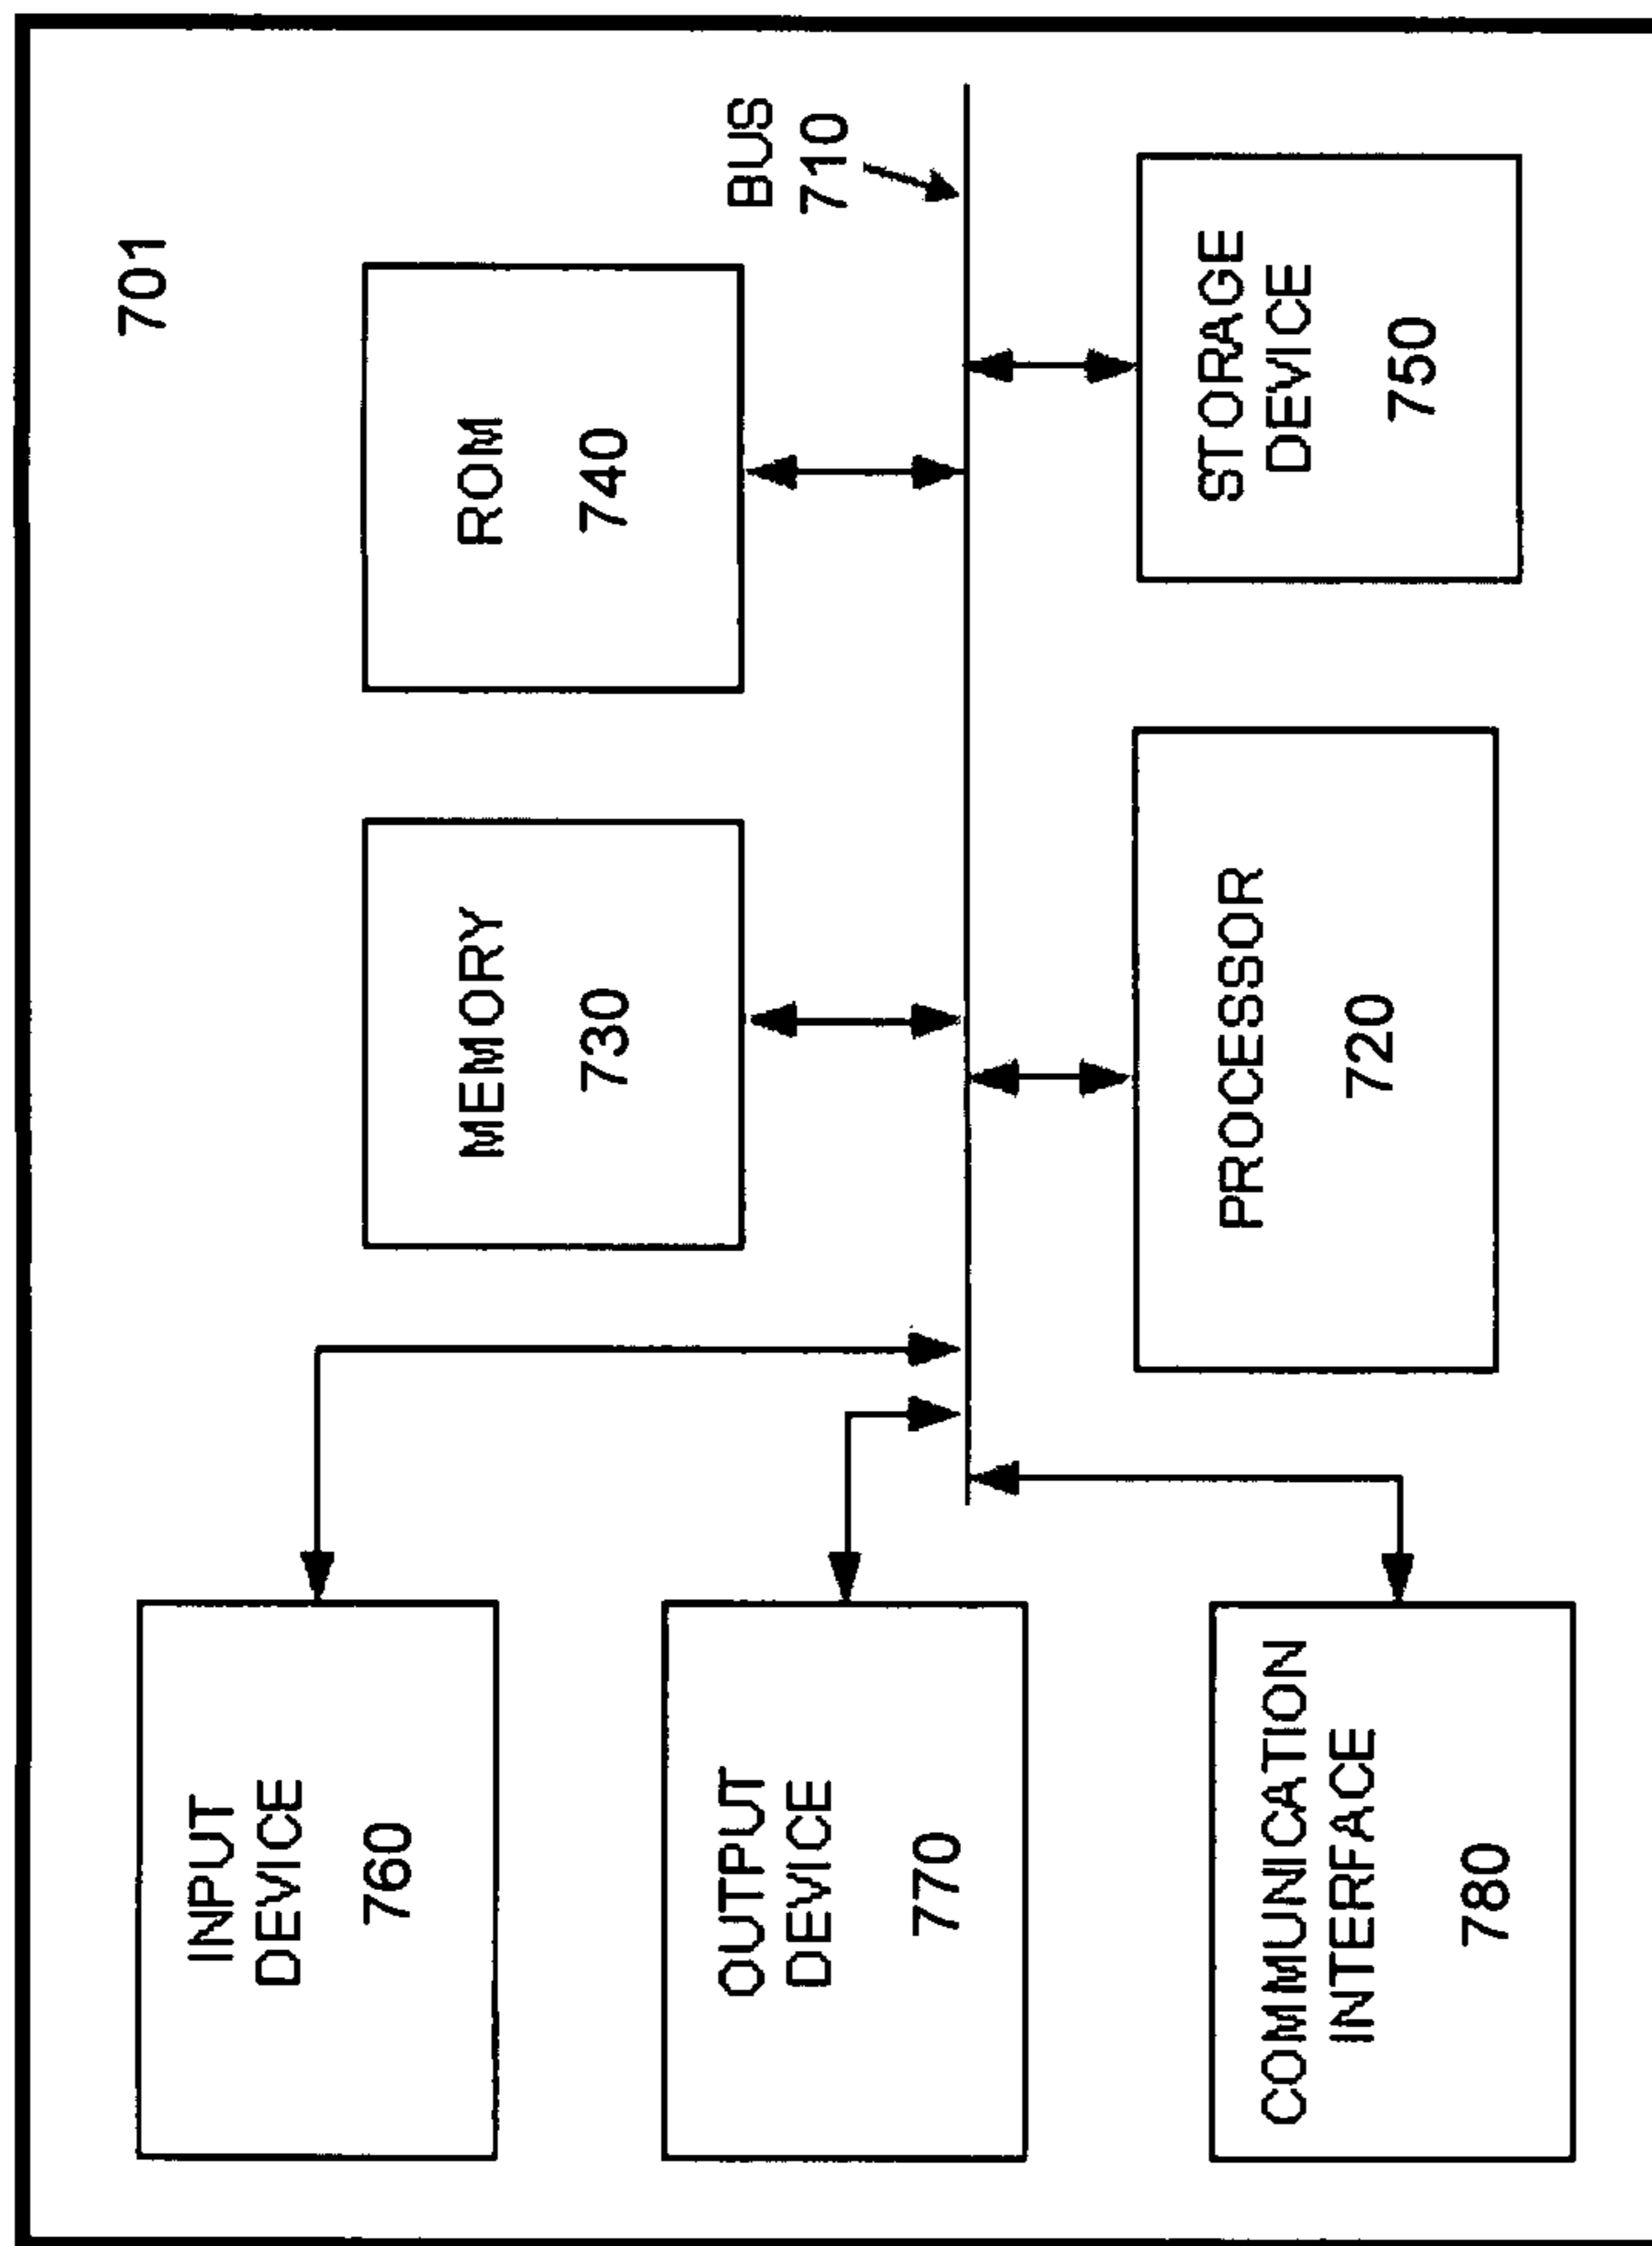 701
INPUT
DEVICE
760
MEMORY
730
ROM
740
BUS
710
OUTPUT
DEVICE
770
COMMUNICATION
INTERFACE
780
PROCESSOR
720
STORAGE
DEVICE
750